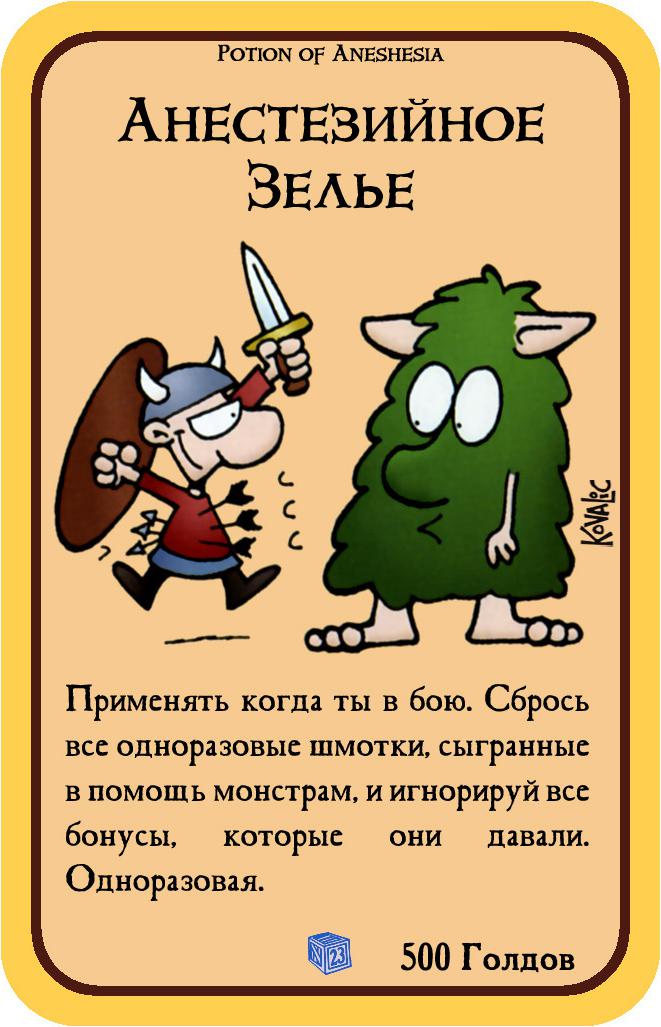 Potion of Aneshesia
Анестезийное
Зелье
Kovalic
Применять когда ты в бою. Сбрось
все одноразовые шмотки, сыгранные
в помощь монстрам, и игнорируй все
бонусы, которые они давали.
Одноразовая.
N 23
500 Голдов